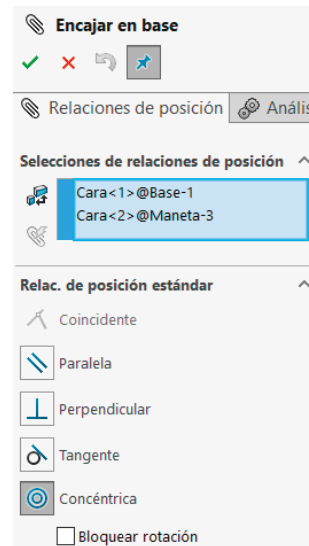 Encajar en base
Relaciones de posición
Anális
Selecciones de relaciones de posición
Cara<1>@Base-1
Cara<2>@Maneta-3
Relac. de posición estándar
Coincidente
Paralela
Perpendicular
Tangente
Concéntrica
Bloquear rotación